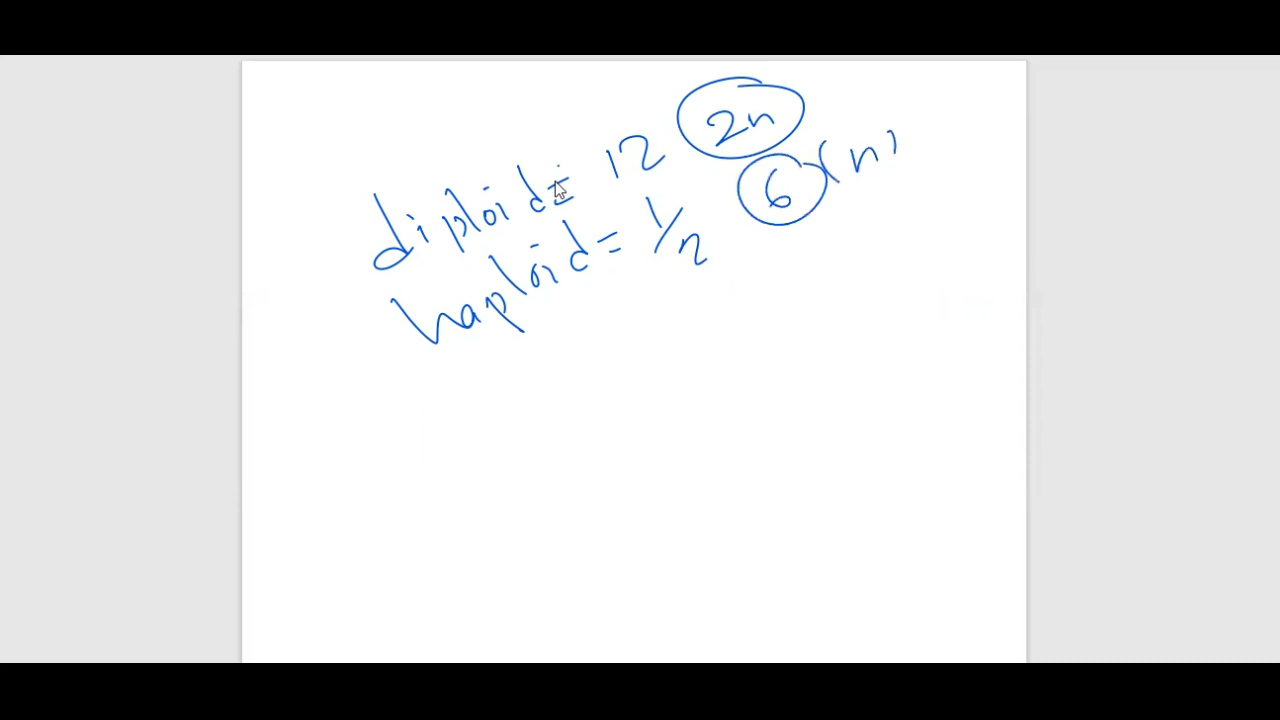 diploid = 12 2n
haploid = 1/2 6 (n)